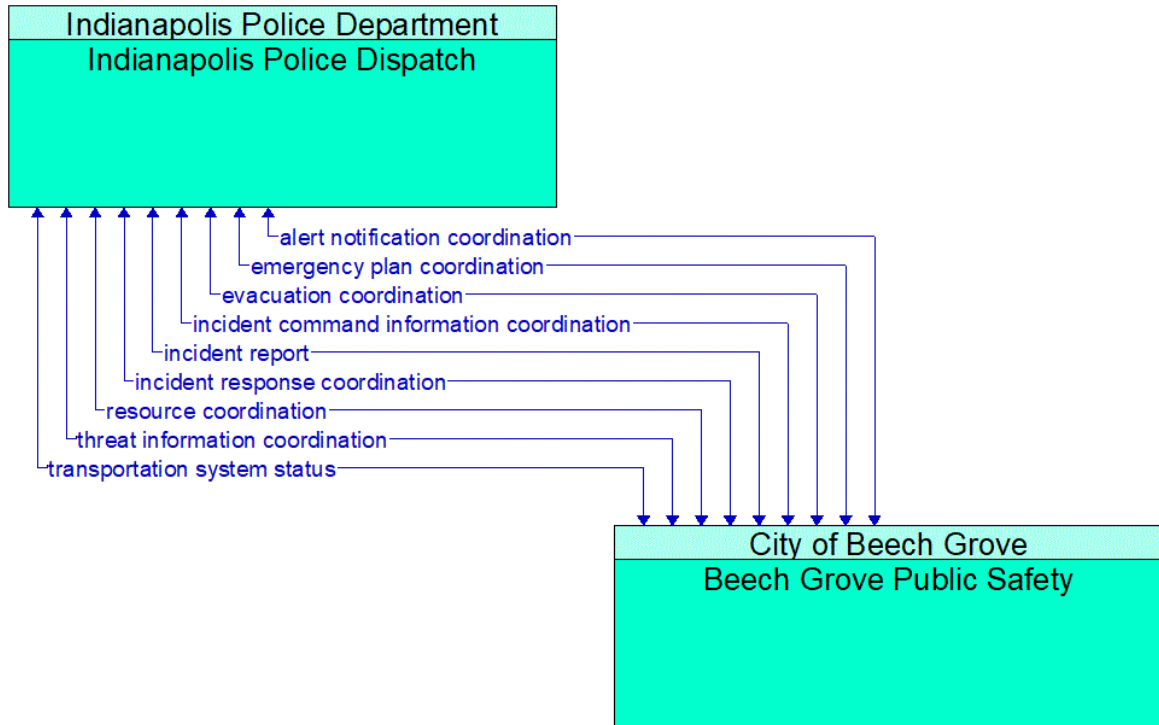 Indianapolis Police Department
Indianapolis Police Dispatch
alert notification coordination
emergency plan coordination
evacuation coordination
incident command information coordination
incident report
incident response coordination
resource coordination
threat information coordination
transportation system status
City of Beech Grove
Beech Grove Public Safety